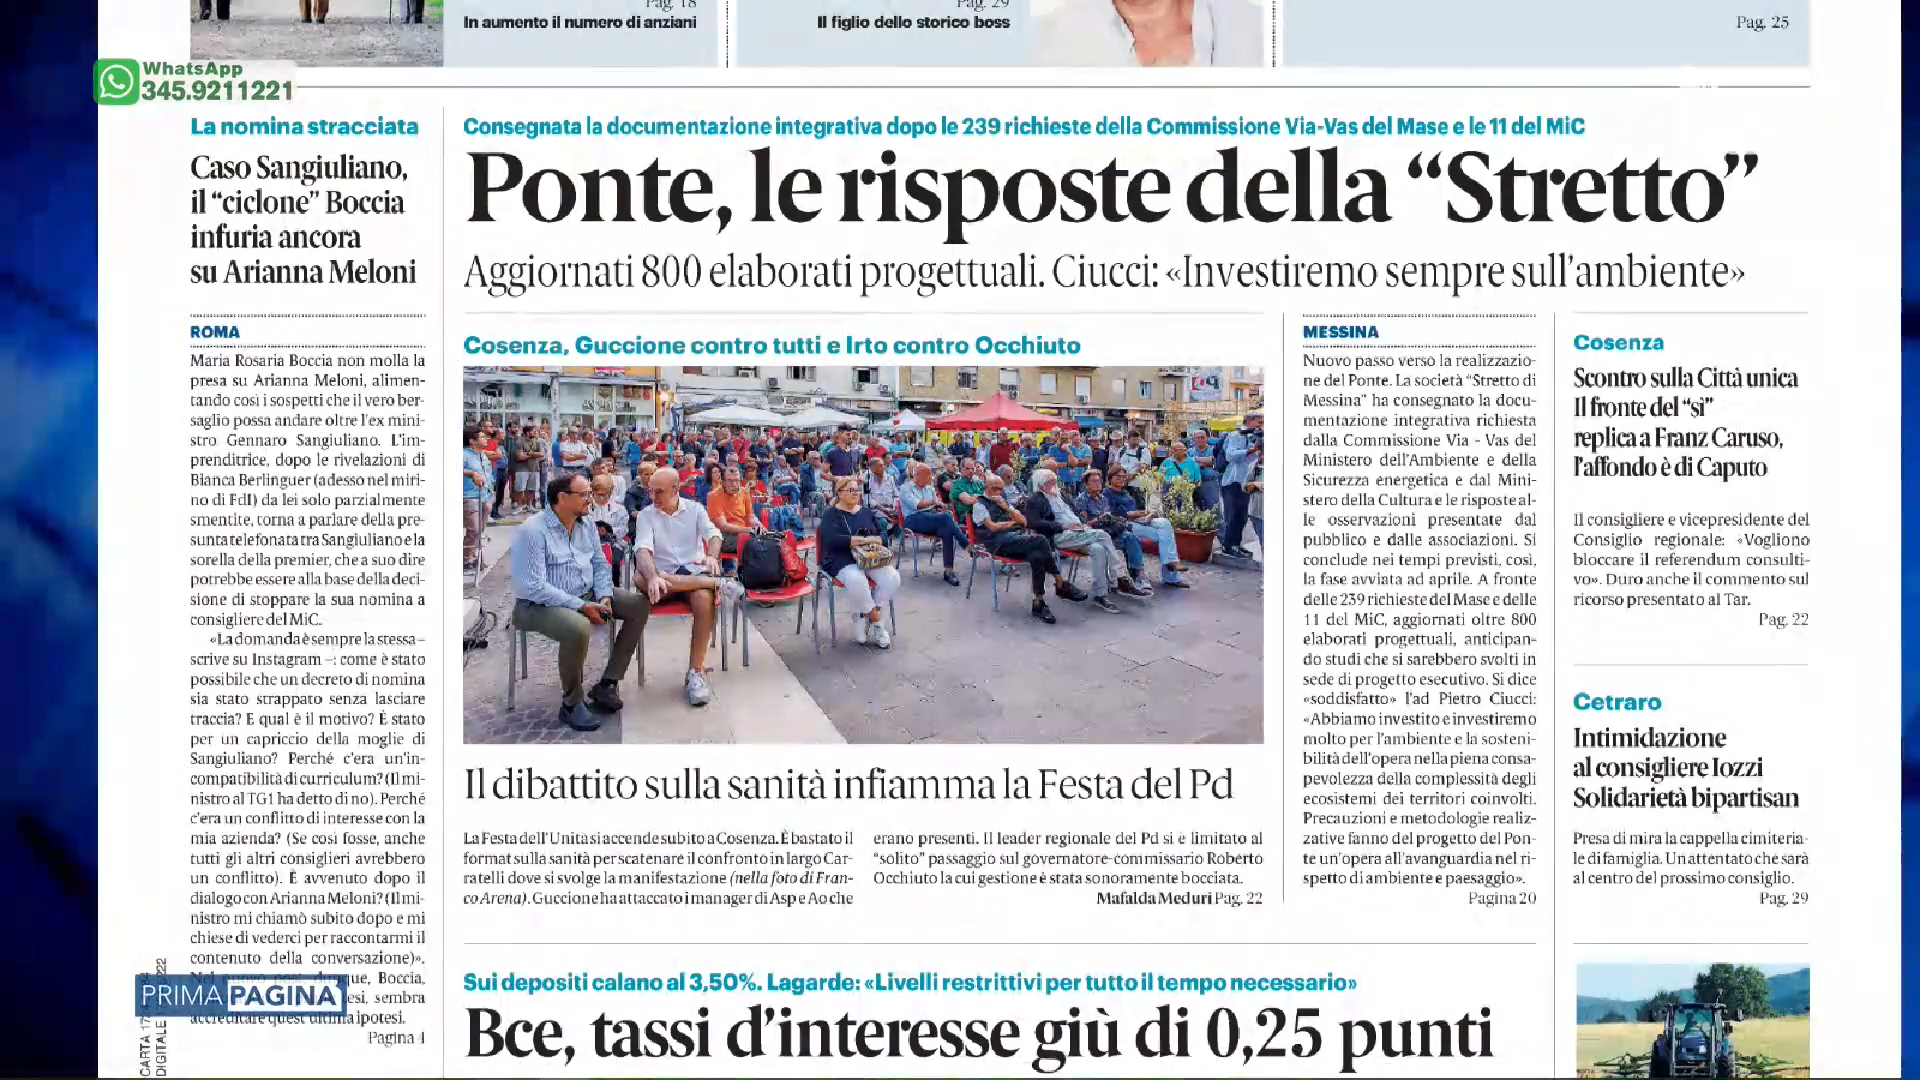 Pag. 18
In aumento il numero di anziani
Pag. 29
Il figlio dello storico boss
Pag. 25
WhatsApp
345.9211221
La nomina stracciata
Caso Sangiuliano,
il “ciclone” Boccia
infuria ancora
su Arianna Meloni
ROMA
Maria Rosaria Boccia non molla la
presa su Arianna Meloni, alimen-
tando così i sospetti che il vero ber-
saglio possa andare oltre l'ex mini-
stro Gennaro Sangiuliano. L'im-
prenditrice, dopo le rivelazioni di
Bianca Berlinguer (adesso nel miri-
no di FdI) da lei solo parzialmente
smentite, torna a parlare della pre-
sunta telefonata tra Sangiuliano e la
sorella della premier, che a suo dire
potrebbe essere alla base della deci-
sione di stoppare la sua nomina a
consigliere del MiC.
«La domanda è sempre la stessa –
scrive su Instagram –: come è stato
possibile che un decreto di nomina
sia stato strappato senza lasciare
traccia? E qual è il motivo? È stato
per un capriccio della moglie di
Sangiuliano? Perché c'era un'in-
compatibilità di curriculum? (Il mi-
nistro al TG1 ha detto di no). Perché
c'era un conflitto di interesse con la
mia azienda? (Se così fosse, anche
tutti gli altri consiglieri avrebbero
un conflitto). È avvenuto dopo il
dialogo con Arianna Meloni? (Il mi-
nistro mi chiamò subito dopo e mi
chiese di vederci per raccontarmi il
contenuto della conversazione)».
que, Boccia,
esi, sembra
accreditare quest'ultima ipotesi.
Pagina 4
PRIMA PAGINA
Consegnata la documentazione integrativa dopo le 239 richieste della Commissione Via-Vas del Mase e le 11 del MiC
Ponte, le risposte della “Stretto”
Aggiornati 800 elaborati progettuali. Ciucci: «Investiremo sempre sull'ambiente»
Cosenza, Guccione contro tutti e Irto contro Occhiuto
Il dibattito sulla sanità infiamma la Festa del Pd
La Festa dell'Unità si accende subito a Cosenza. È bastato il
format sulla sanità per scatenare il confronto in largo Car-
ratelli dove si svolge la manifestazione (nella foto di Fran-
co Arena). Guccione ha attaccato i manager di Asp e Ao che
erano presenti. Il leader regionale del Pd si è limitato al
“solito” passaggio sul governatore-commissario Roberto
Occhiuto la cui gestione è stata sonoramente bocciata.
Mafalda Meduri Pag. 22
MESSINA
Nuovo passo verso la realizzazio-
ne del Ponte. La società “Stretto di
Messina” ha consegnato la docu-
mentazione integrativa richiesta
dalla Commissione Via - Vas del
Ministero dell'Ambiente e della
Sicurezza energetica e dal Mini-
stero della Cultura e le risposte al-
le osservazioni presentate dal
pubblico e dalle associazioni. Si
conclude nei tempi previsti, così,
la fase avviata ad aprile. A fronte
delle 239 richieste del Mase e delle
11 del MiC, aggiornati oltre 800
elaborati progettuali, anticipan-
do studi che si sarebbero svolti in
sede di progetto esecutivo. Si dice
«soddisfatto» l'ad Pietro Ciucci:
«Abbiamo investito e investiremo
molto per l'ambiente e la sosteni-
bilità dell'opera nella piena consa-
pevolezza della complessità degli
ecosistemi dei territori coinvolti.
Precauzioni e metodologie realiz-
zative fanno del progetto del Pon-
te un'opera all'avanguardia nel ri-
spetto di ambiente e paesaggio».
Pagina 20
Cosenza
Scontro sulla Città unica
Il fronte del “sì”
replica a Franz Caruso,
l'affondo è di Caputo
Il consigliere e vicepresidente del
Consiglio regionale: «Vogliono
bloccare il referendum consulti-
vo». Duro anche il commento sul
ricorso presentato al Tar.
Pag. 22
Cetraro
Intimidazione
al consigliere Iozzi
Solidarietà bipartisan
Presa di mira la cappella cimiteria-
le di famiglia. Un attentato che sarà
al centro del prossimo consiglio.
Pag. 29
Sui depositi calano al 3,50%. Lagarde: «Livelli restrittivi per tutto il tempo necessario»
Bce, tassi d'interesse giù di 0,25 punti